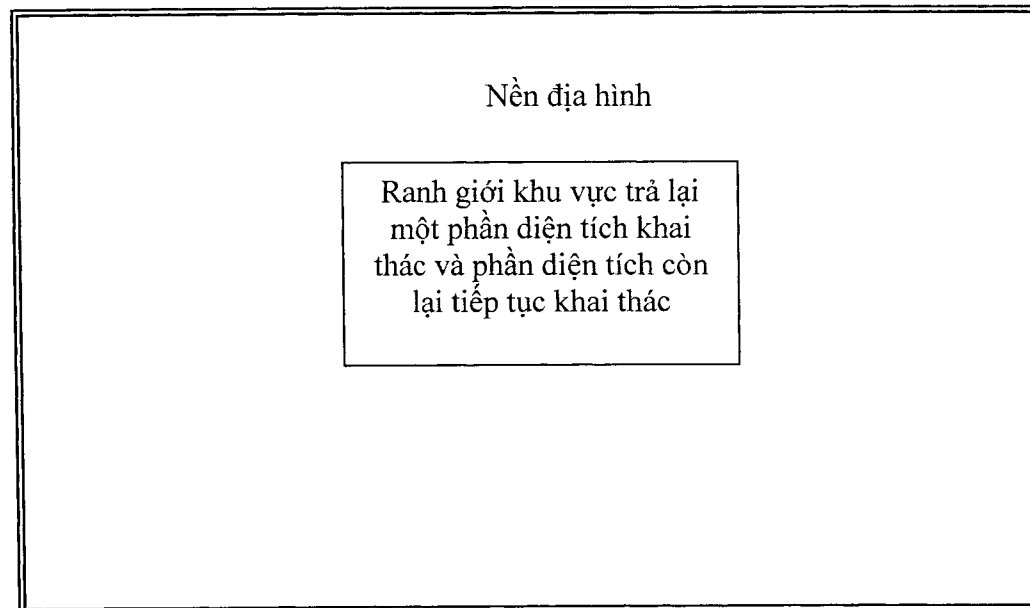 Nền địa hình
Ranh giới khu vực trả lại
một phần diện tích khai
thác và phần diện tích còn
lại tiếp tục khai thác